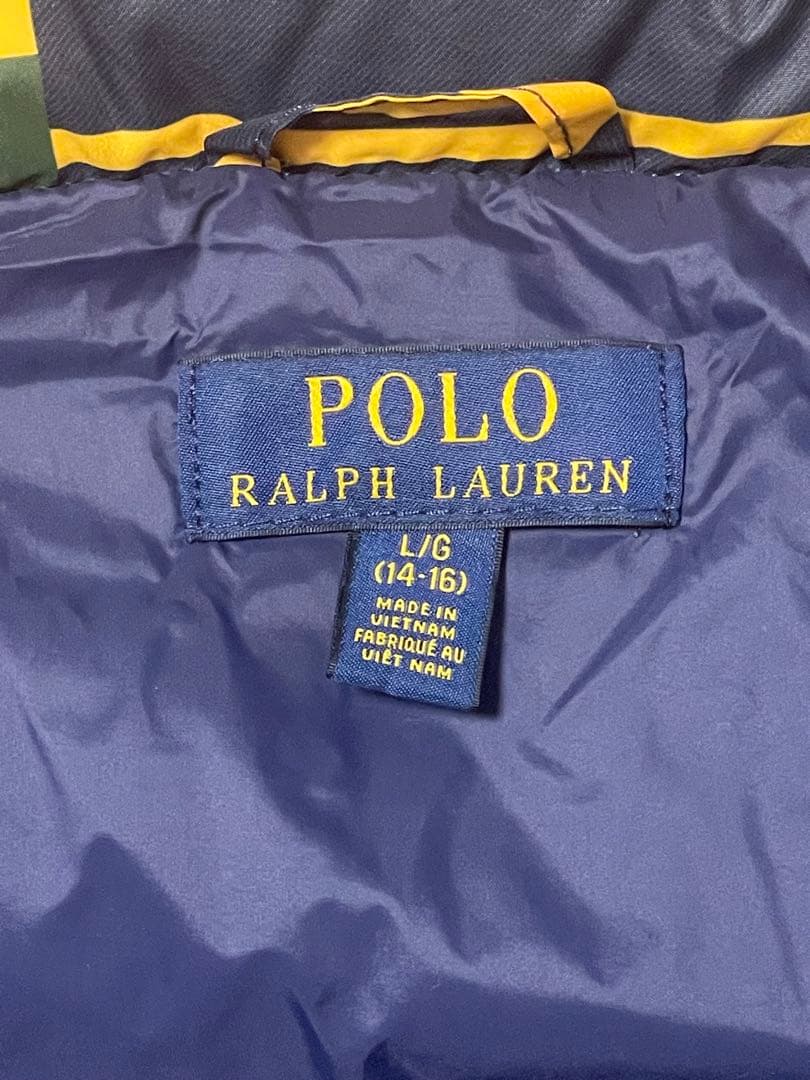 POLO
RALPH LAUREN
L/G
(14-16)
MADE IN
VIETNAM
FABRIQUÉ AU
VIÊT NAM